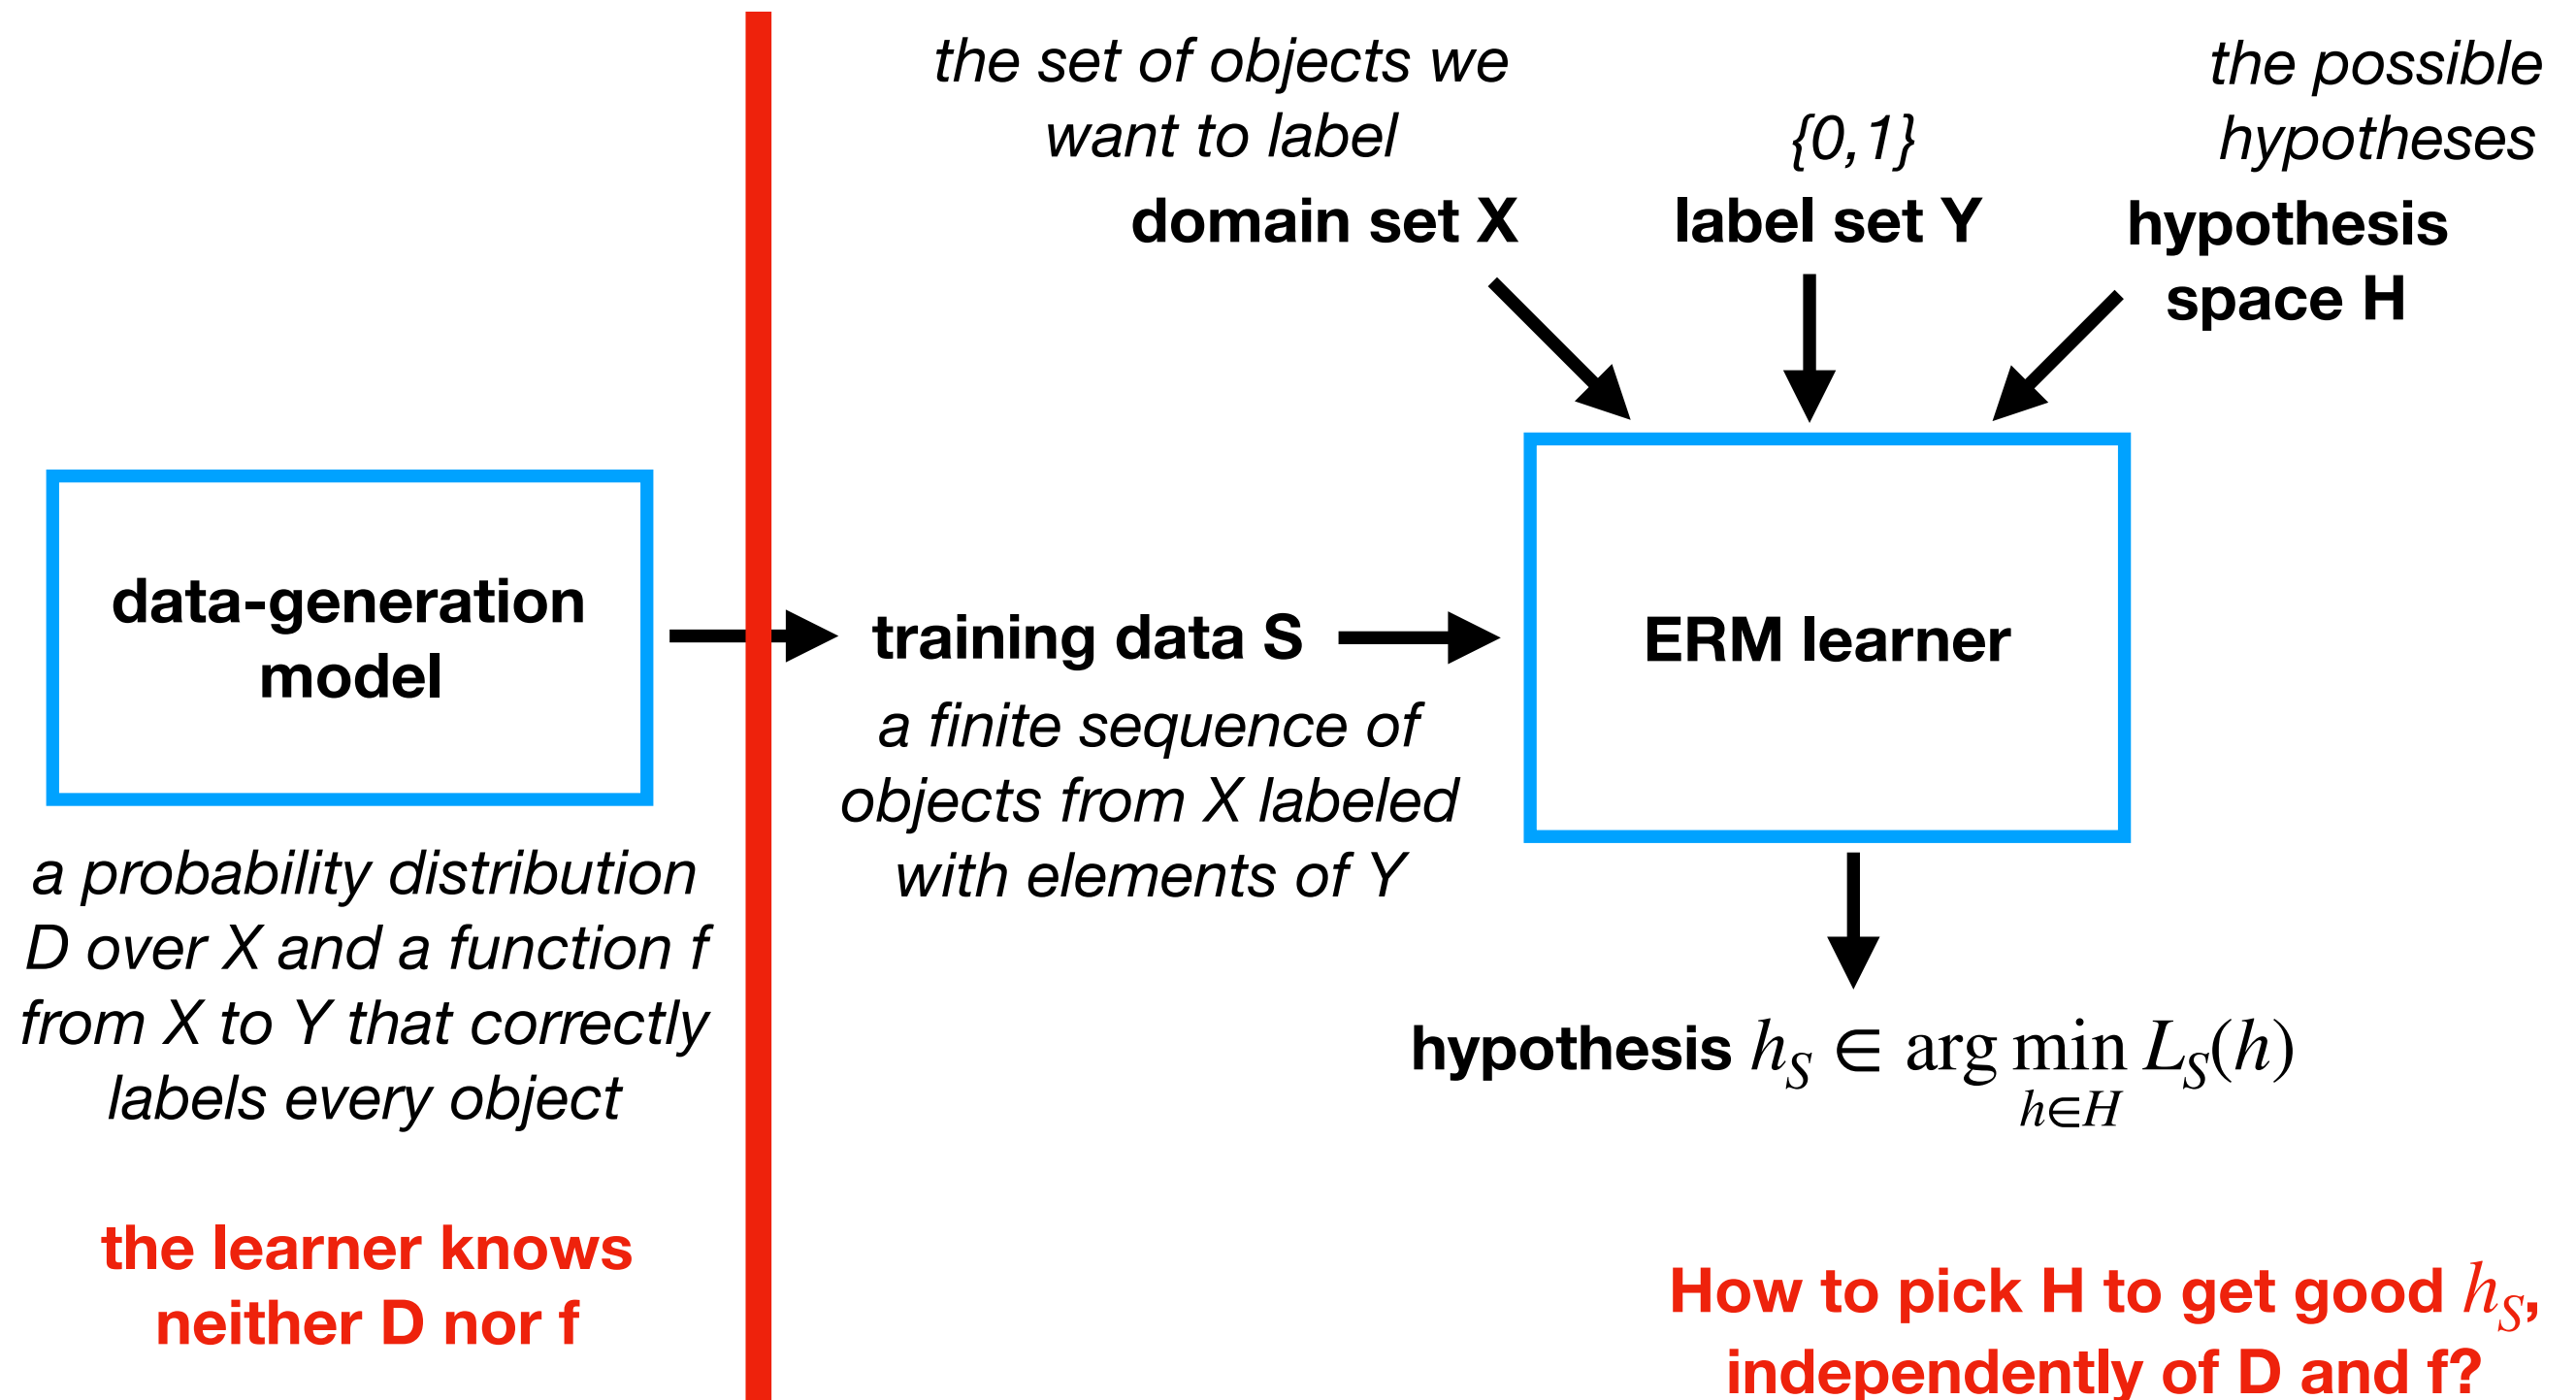 the set of objects we
want to label
domain set X
{0,1}
label set Y
the possible
hypotheses
hypothesis
space H
data-generation
model
a probability distribution
D over X and a function f
from X to Y that correctly
labels every object
the learner knows
neither D nor f
training data S
a finite sequence of
objects from X labeled
with elements of Y
ERM learner
hypothesis h_S ∈ arg min L_S(h)
h∈H
How to pick H to get good h_S,
independently of D and f?